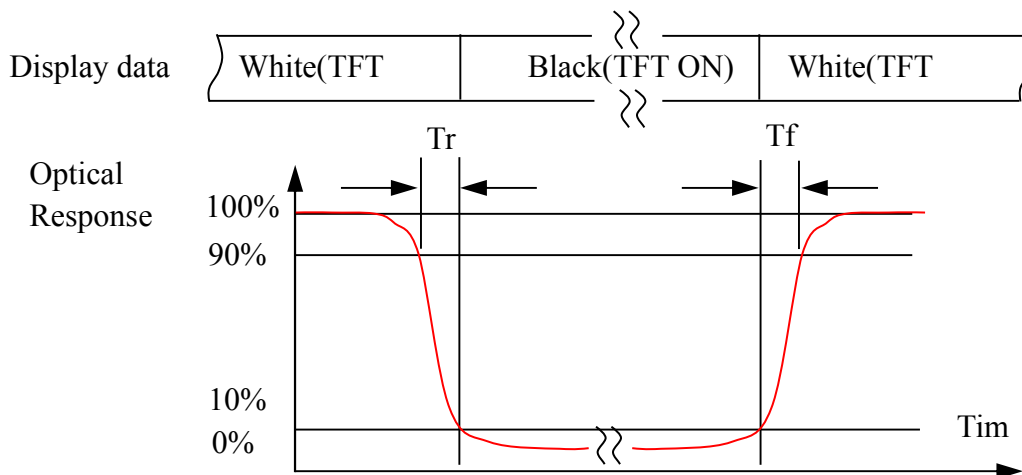 Display data White(TFT Black(TFT ON) White(TFT
Tr Tf
Optical
Response
100%
90%
10%
0%
Tim